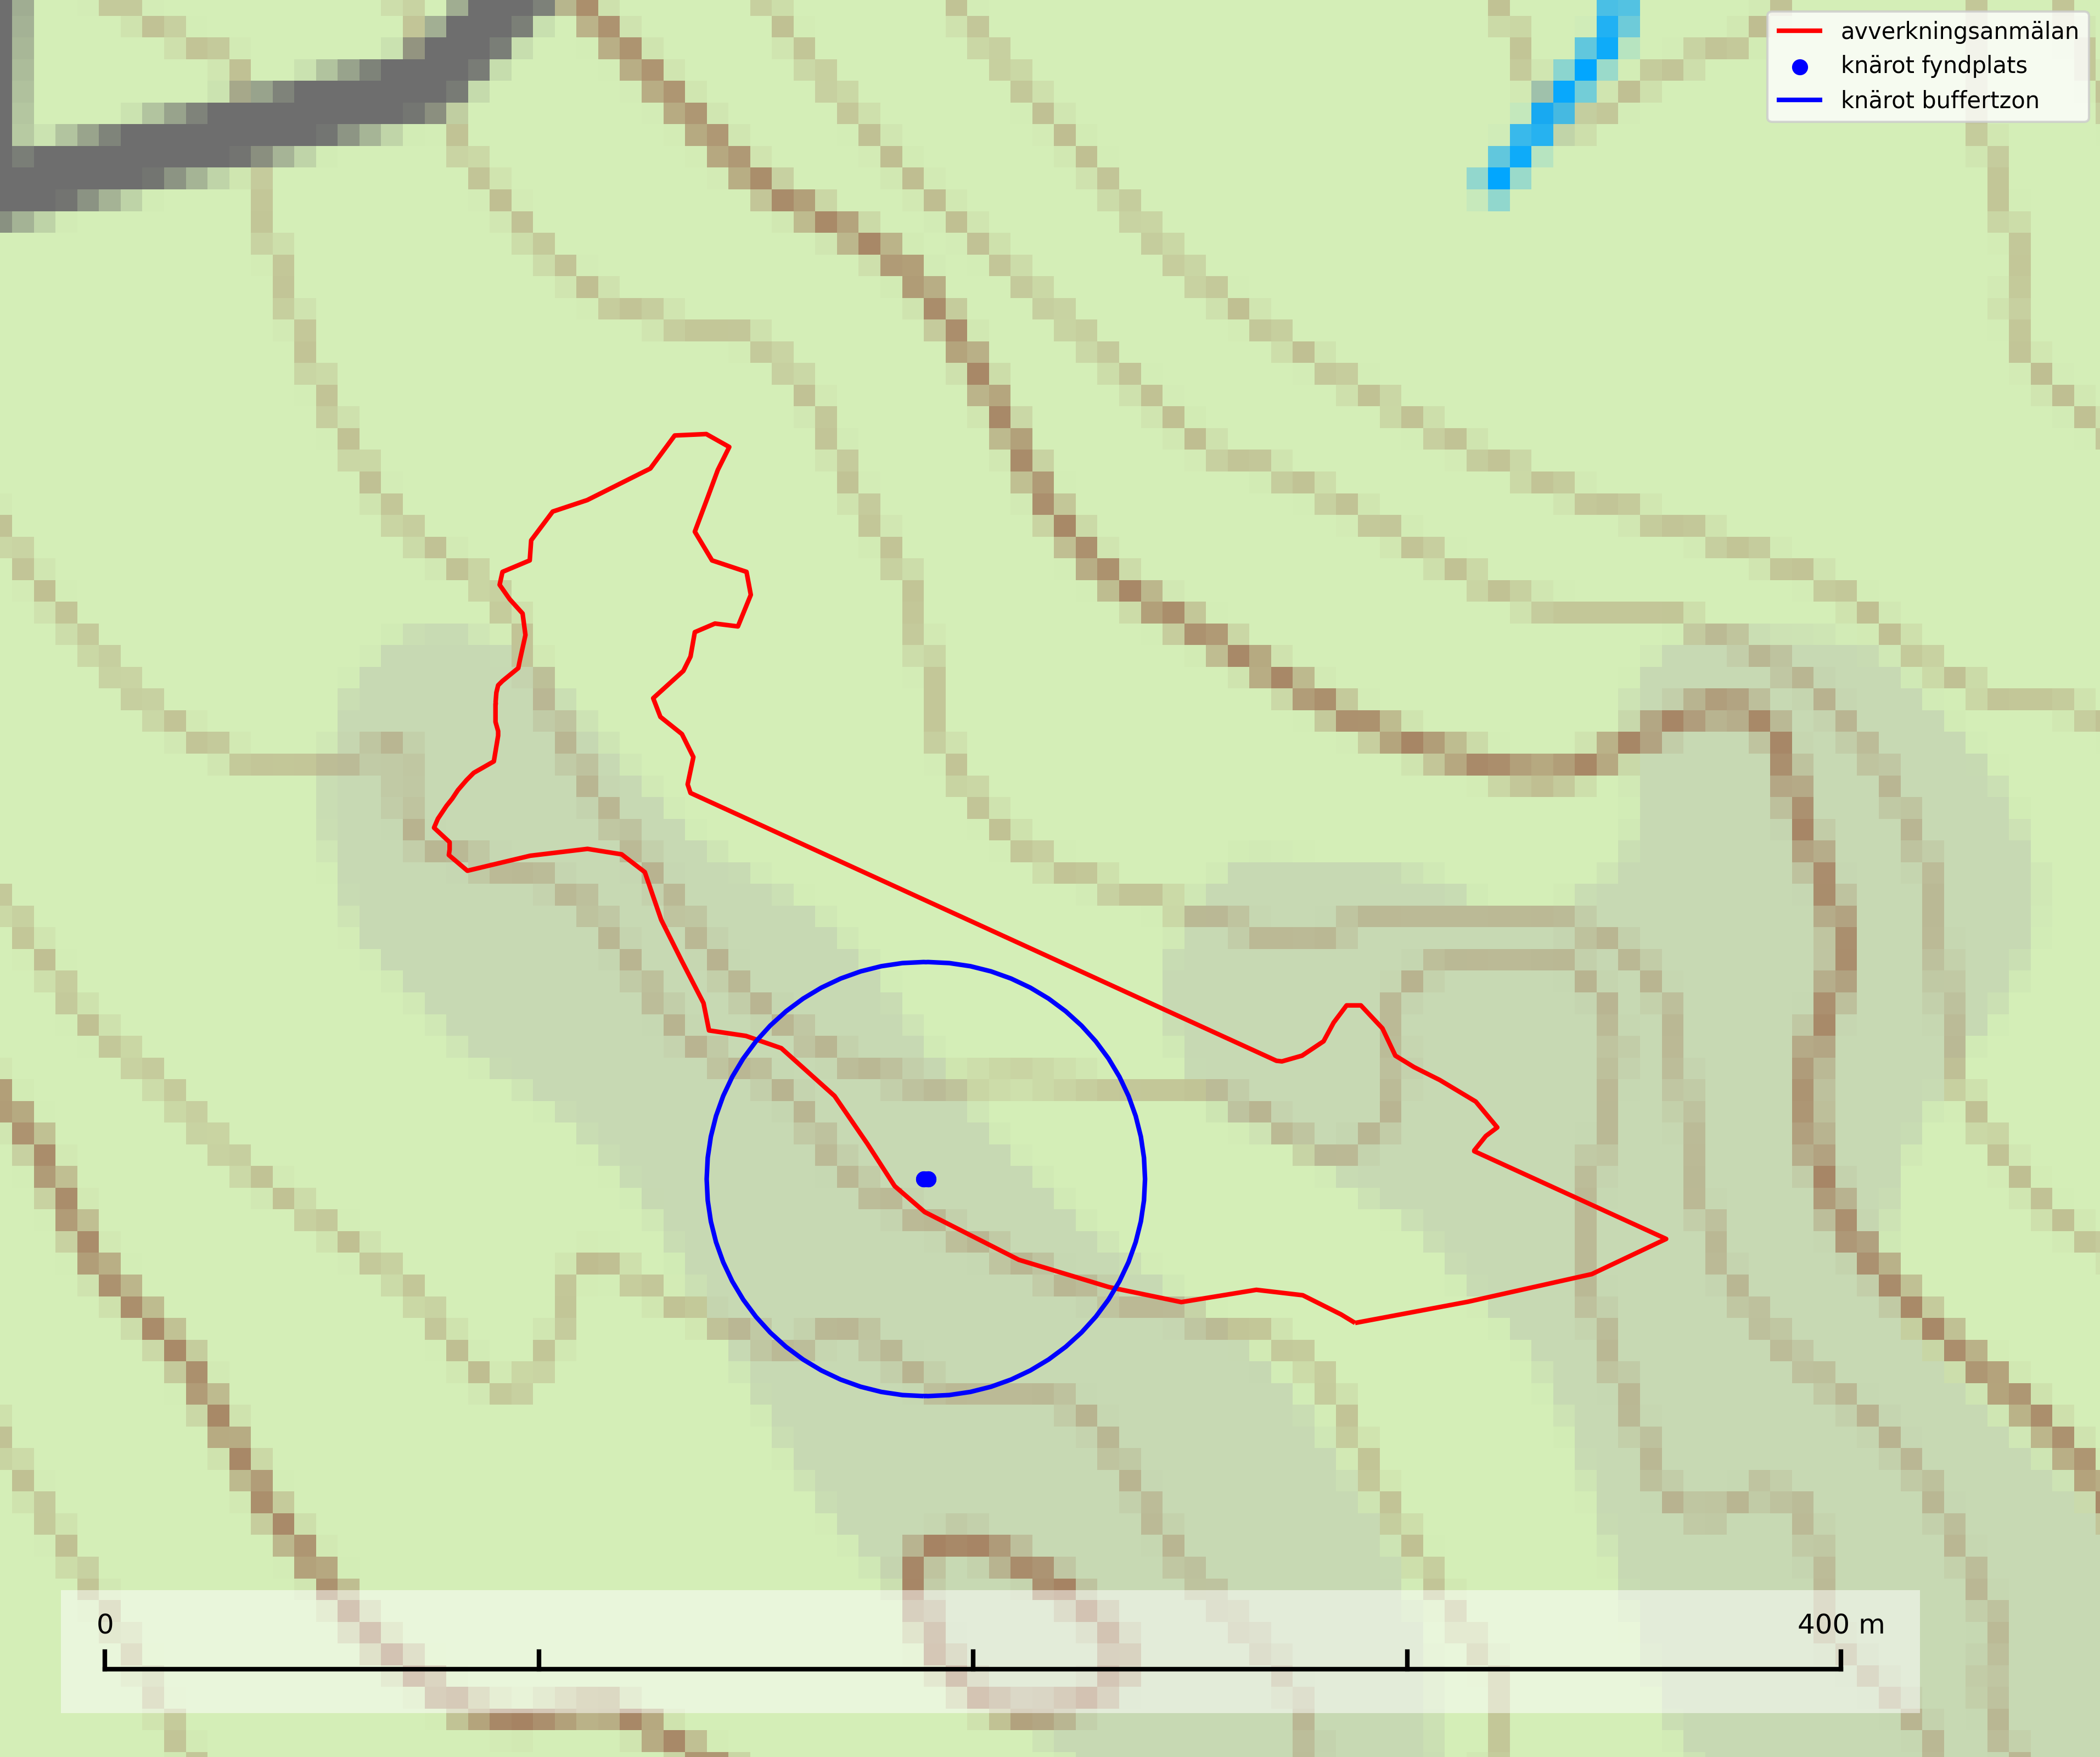 avverkningsanmälan
knärot fyndplats
knärot buffertzon
0 400 m